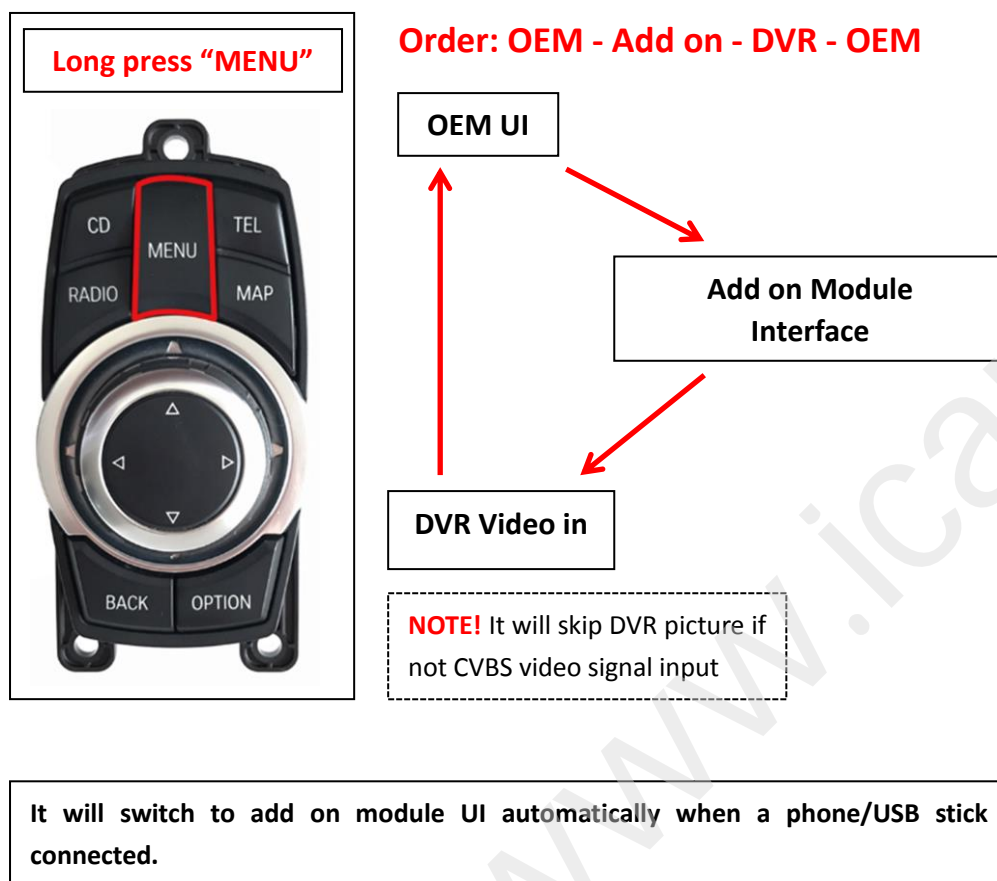 Long press “MENU”
Order: OEM - Add on - DVR - OEM
OEM UI
CD
TEL
MENU
RADIO
MAP
BACK
OPTION
Add on Module
Interface
DVR Video in
NOTE! It will skip DVR picture if
not CVBS video signal input
It will switch to add on module UI automatically when a phone/USB stick
connected.
www.ica